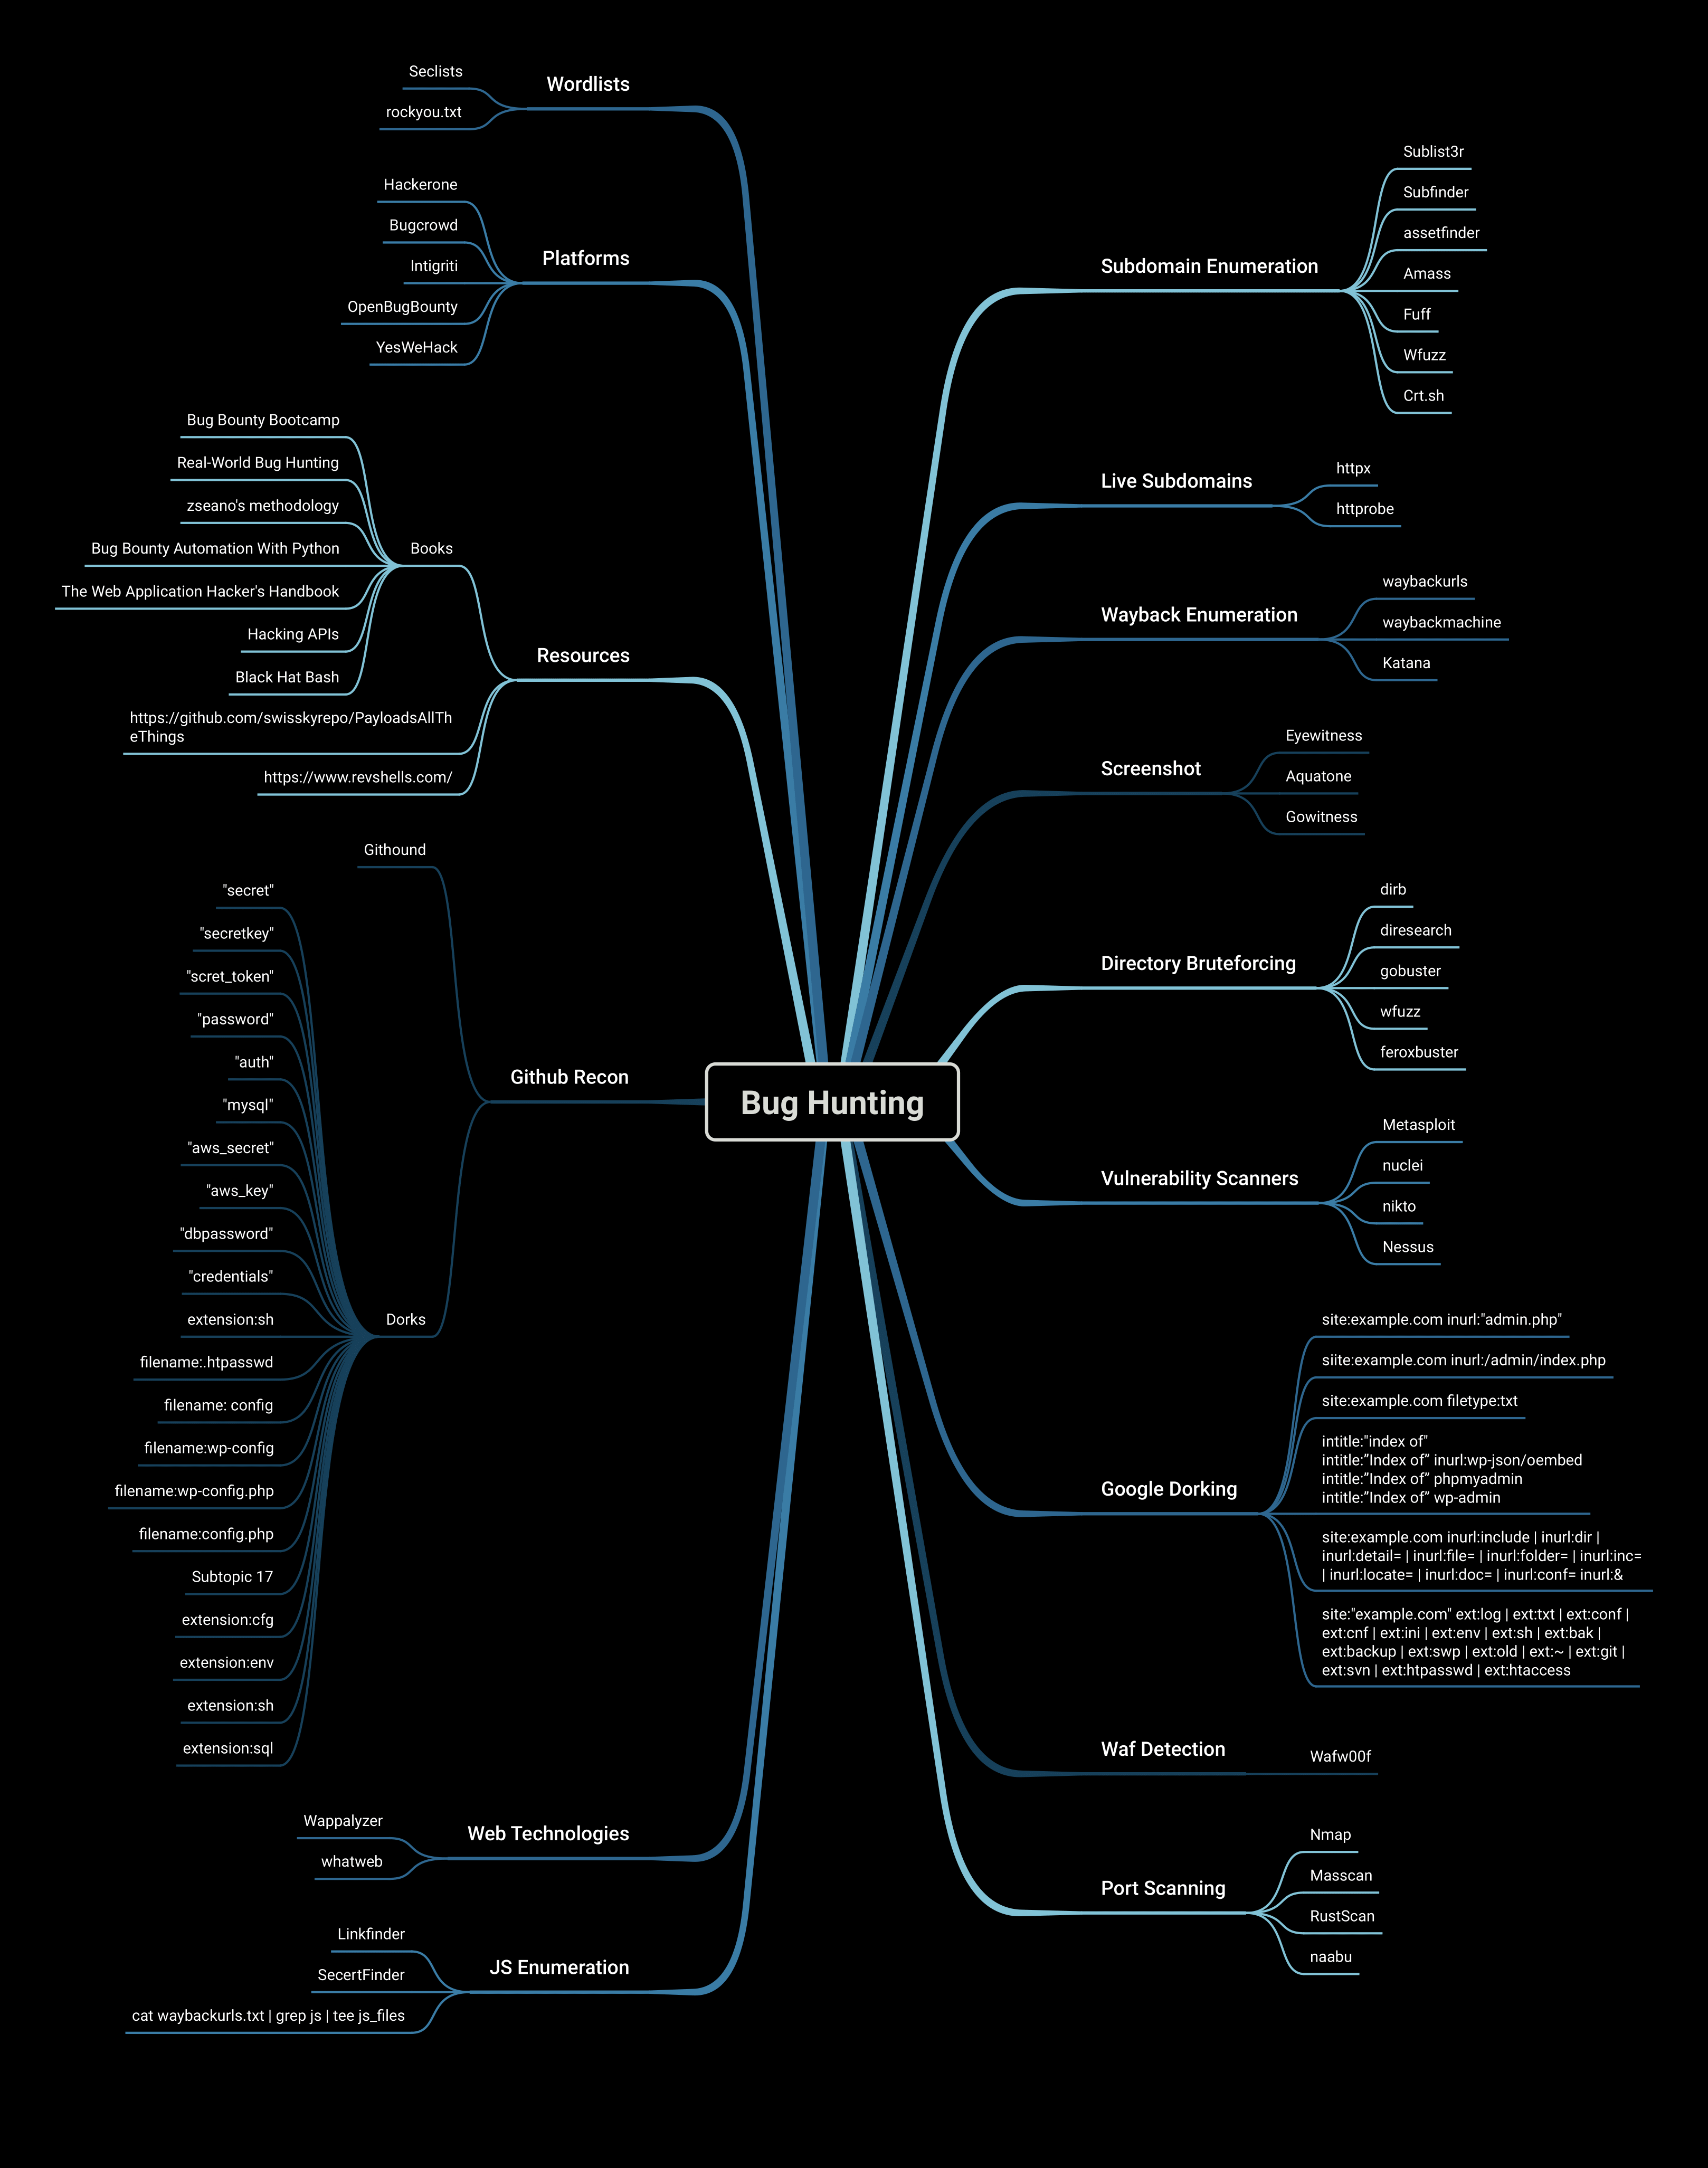 Bug Hunting
Wordlists
Seclists
rockyou.txt
Platforms
Hackerone
Bugcrowd
Intigriti
OpenBugBounty
YesWeHack
Resources
Books
Bug Bounty Bootcamp
Real-World Bug Hunting
zseano's methodology
Bug Bounty Automation With Python
The Web Application Hacker's Handbook
Hacking APIs
Black Hat Bash
https://github.com/swisskyrepo/PayloadsAllTh
eThings
https://www.revshells.com/
Github Recon
Githound
Dorks
"secret"
"secretkey"
"scret_token"
"password"
"auth"
"mysql"
"aws_secret"
"aws_key"
"dbpassword"
"credentials"
extension:sh
filename:.htpasswd
filename: config
filename:wp-config
filename:wp-config.php
filename:config.php
Subtopic 17
extension:cfg
extension:env
extension:sh
extension:sql
Web Technologies
Wappalyzer
whatweb
JS Enumeration
Linkfinder
SecertFinder
cat waybackurls.txt | grep js | tee js_files
Subdomain Enumeration
Sublist3r
Subfinder
assetfinder
Amass
Fuff
Wfuzz
Crt.sh
Live Subdomains
httpx
httprobe
Wayback Enumeration
waybackurls
waybackmachine
Katana
Screenshot
Eyewitness
Aquatone
Gowitness
Directory Bruteforcing
dirb
diresearch
gobuster
wfuzz
feroxbuster
Vulnerability Scanners
Metasploit
nuclei
nikto
Nessus
Google Dorking
site:example.com inurl:"admin.php"
siite:example.com inurl:/admin/index.php
site:example.com filetype:txt
intitle:"index of"
intitle:”Index of” inurl:wp-json/oembed
intitle:”Index of” phpmyadmin
intitle:”Index of” wp-admin
site:example.com inurl:include | inurl:dir |
inurl:detail= | inurl:file= | inurl:folder= | inurl:inc=
| inurl:locate= | inurl:doc= | inurl:conf= inurl:&
site:"example.com" ext:log | ext:txt | ext:conf |
ext:cnf | ext:ini | ext:env | ext:sh | ext:bak |
ext:backup | ext:swp | ext:old | ext:~ | ext:git |
ext:svn | ext:htpasswd | ext:htaccess
Waf Detection
Wafw00f
Port Scanning
Nmap
Masscan
RustScan
naabu